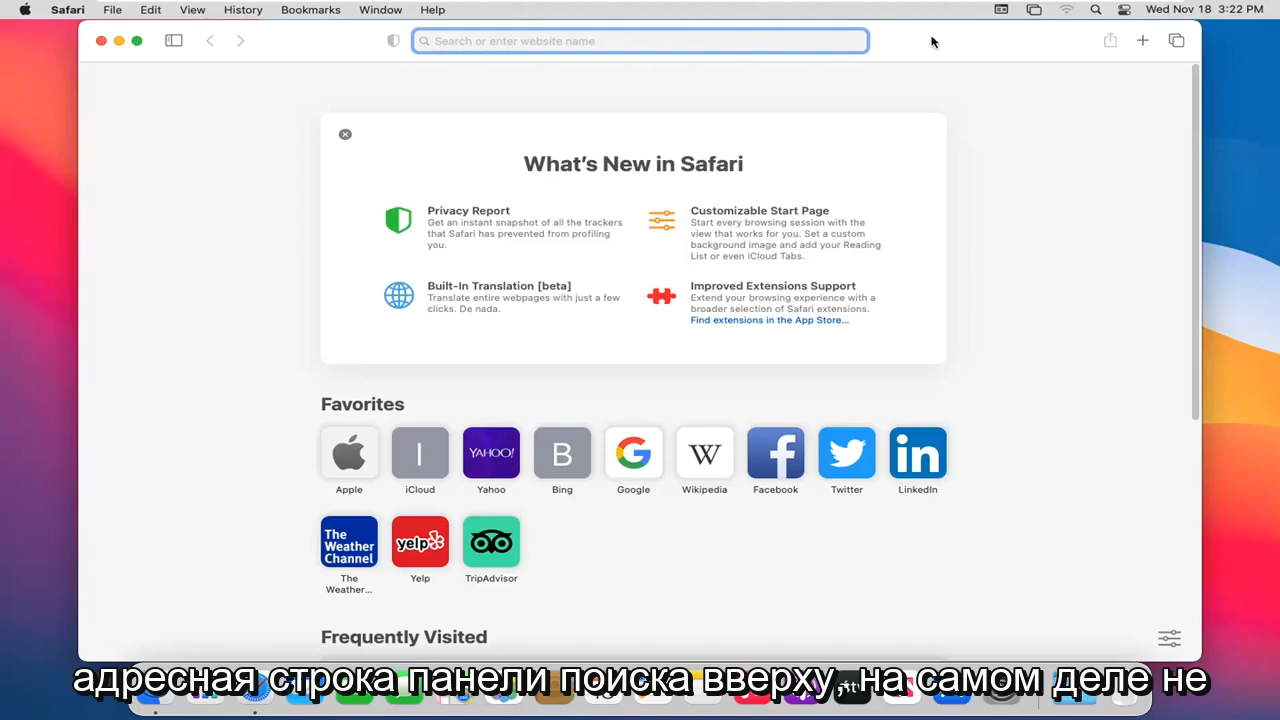 Safari File Edit View History Bookmarks Window Help Wed Nov 18 3:22 PM
Search or enter website name
What's New in Safari
Privacy Report
Get an instant snapshot of all the trackers
that Safari has prevented from profiling
you.
Customizable Start Page
Start every browsing session with the
view that works for you. Set a custom
background image and add your Reading
List or even iCloud Tabs.
Built-In Translation [beta]
Translate entire webpages with just a few
clicks. De nada.
Improved Extensions Support
Extend your browsing experience with a
broader selection of Safari extensions.
Find extensions in the App Store...
Favorites
I YAHOO! B G W f in
Apple iCloud Yahoo Bing Google Wikipedia Facebook Twitter LinkedIn
The
Weather
Channel
yelp
The
Weather...
Yelp TripAdvisor
Frequently Visited
адресная строка панели поиска вверху, на самом деле не
tv